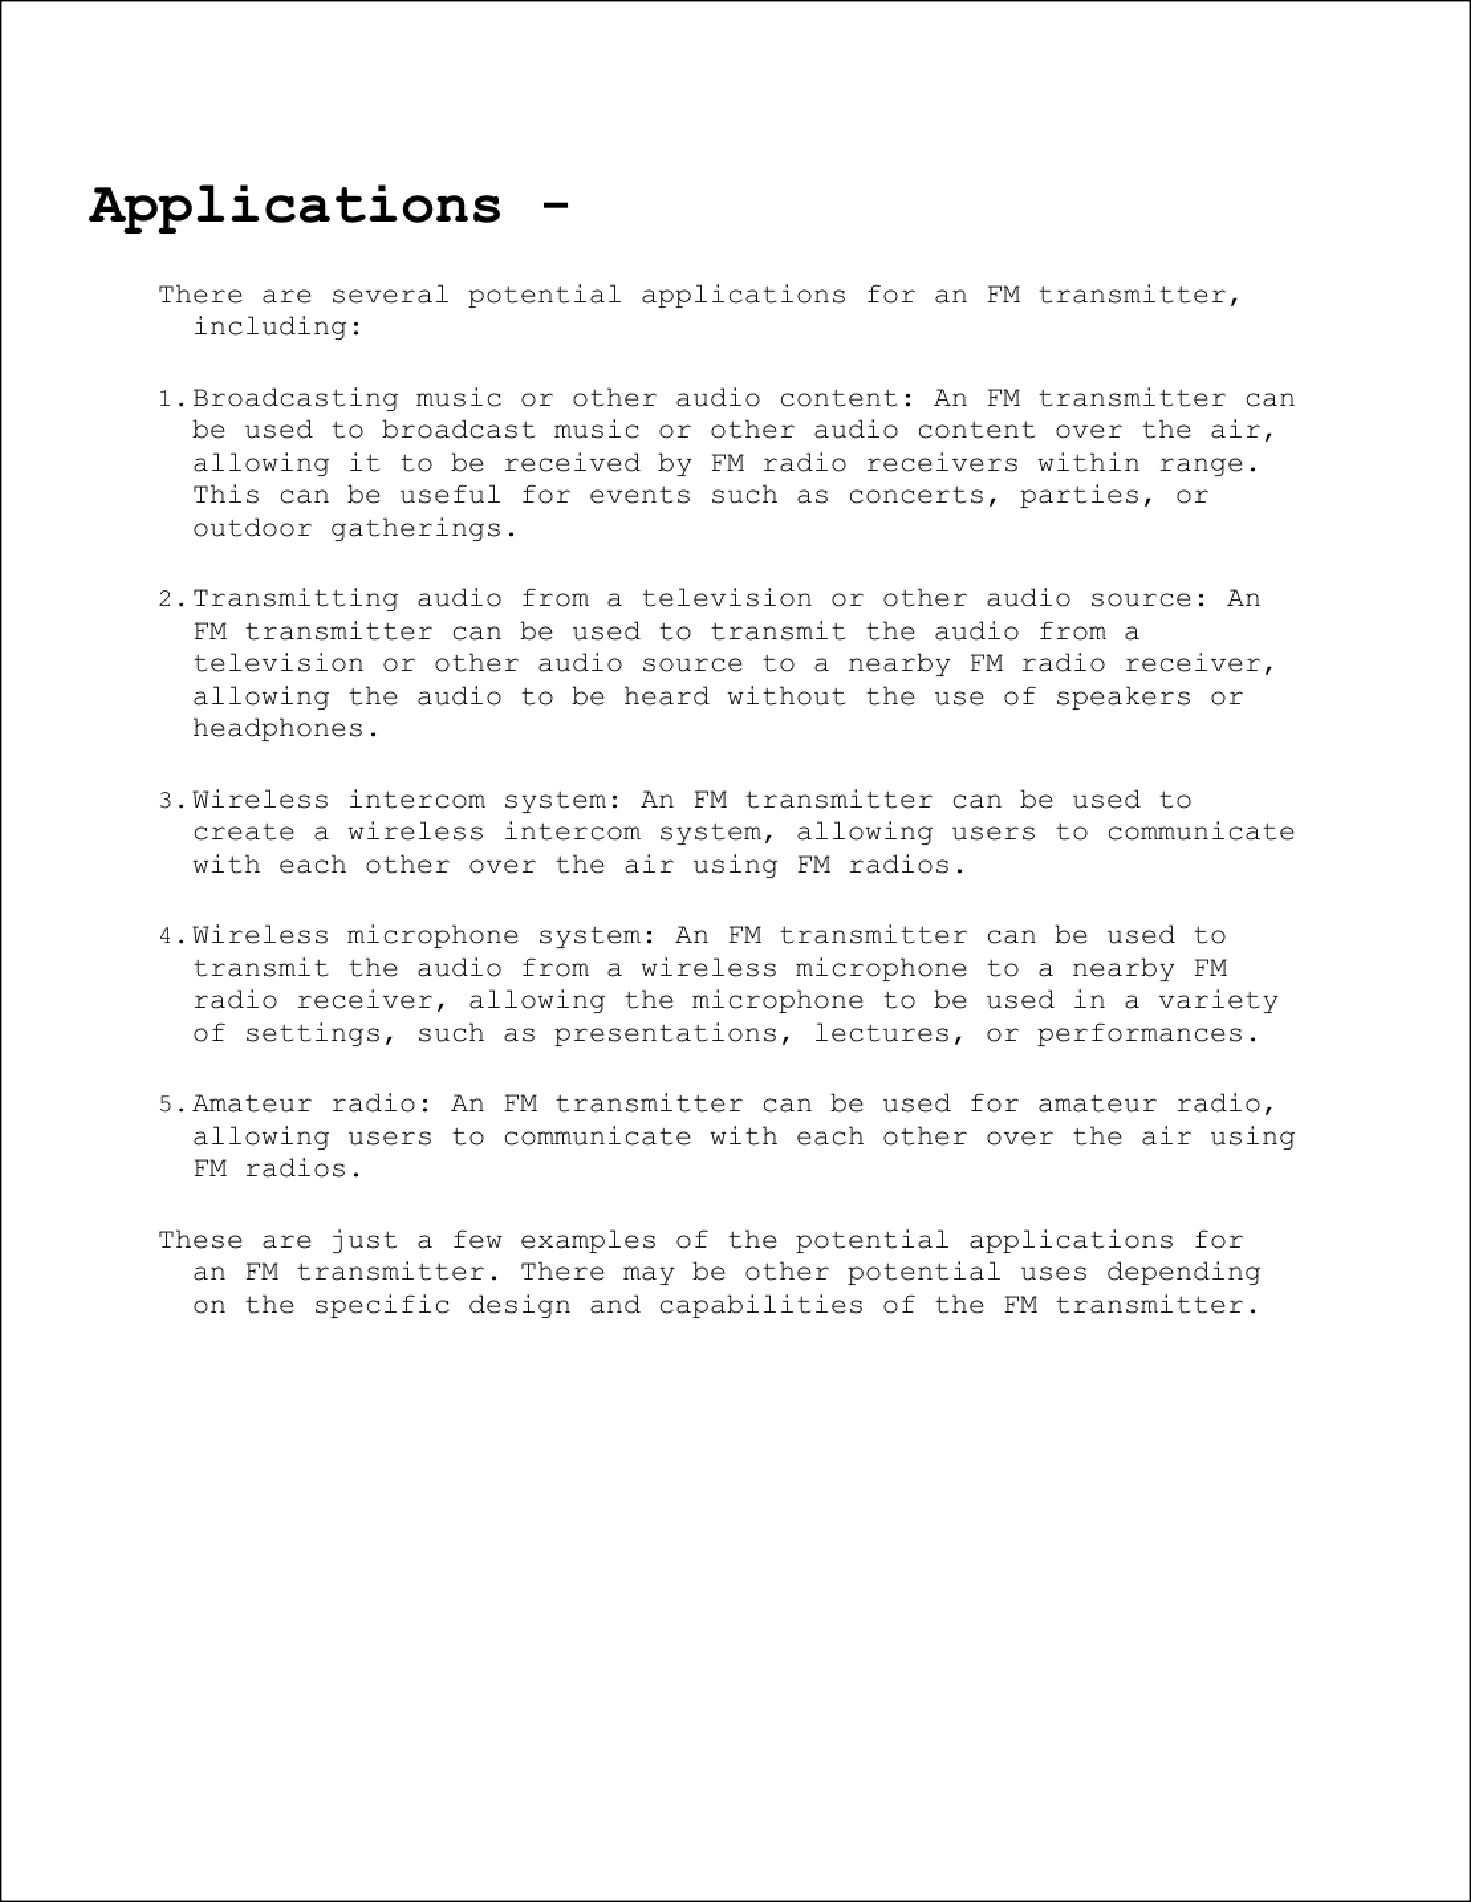 Applications -
There are several potential applications for an FM transmitter,
including:
1.Broadcasting music or other audio content: An FM transmitter can
be used to broadcast music or other audio content over the air,
allowing it to be received by FM radio receivers within range.
This can be useful for events such as concerts, parties, or
outdoor gatherings.
2.Transmitting audio from a television or other audio source: An
FM transmitter can be used to transmit the audio from a
television or other audio source to a nearby FM radio receiver,
allowing the audio to be heard without the use of speakers or
headphones.
3.Wireless intercom system: An FM transmitter can be used to
create a wireless intercom system, allowing users to communicate
with each other over the air using FM radios.
4.Wireless microphone system: An FM transmitter can be used to
transmit the audio from a wireless microphone to a nearby FM
radio receiver, allowing the microphone to be used in a variety
of settings, such as presentations, lectures, or performances.
5.Amateur radio: An FM transmitter can be used for amateur radio,
allowing users to communicate with each other over the air using
FM radios.
These are just a few examples of the potential applications for
an FM transmitter. There may be other potential uses depending
on the specific design and capabilities of the FM transmitter.